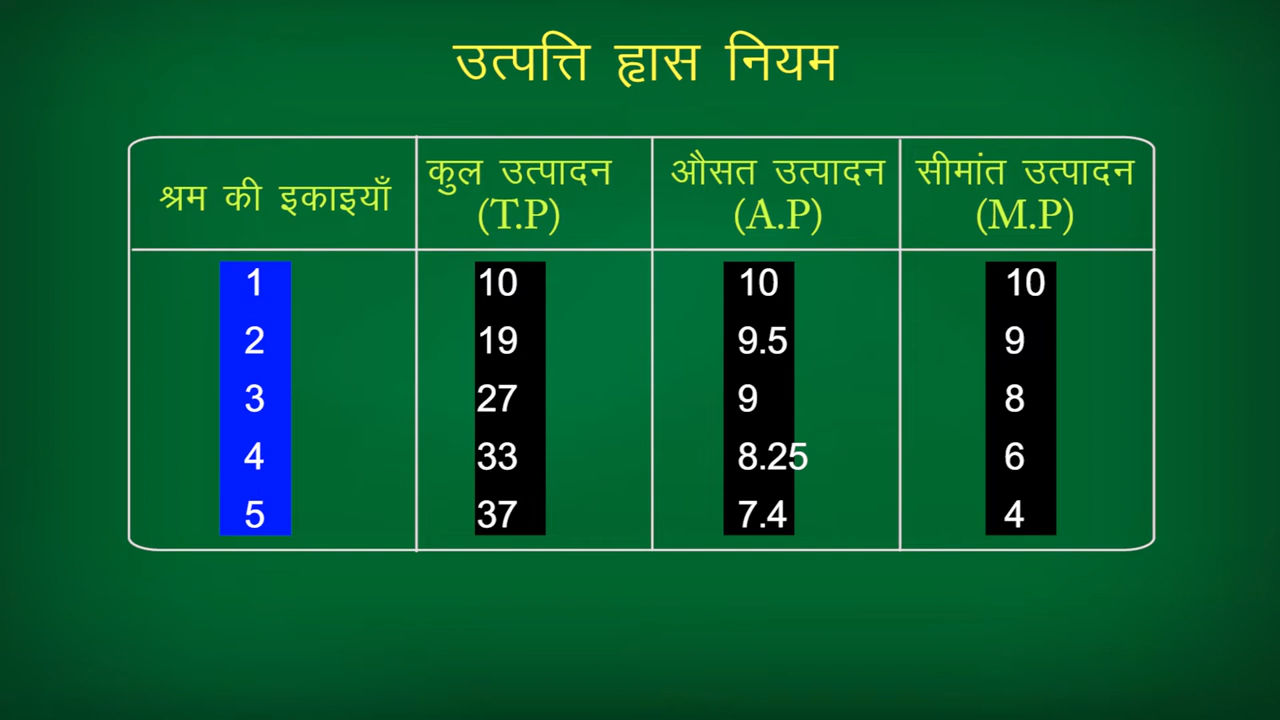 उत्पत्ति ह्रास नियम
श्रम की इकाइयाँ कुल उत्पादन (T.P) औसत उत्पादन (A.P) सीमांत उत्पादन (M.P)
1 10 10 10
2 19 9.5 9
3 27 9 8
4 33 8.25 6
5 37 7.4 4